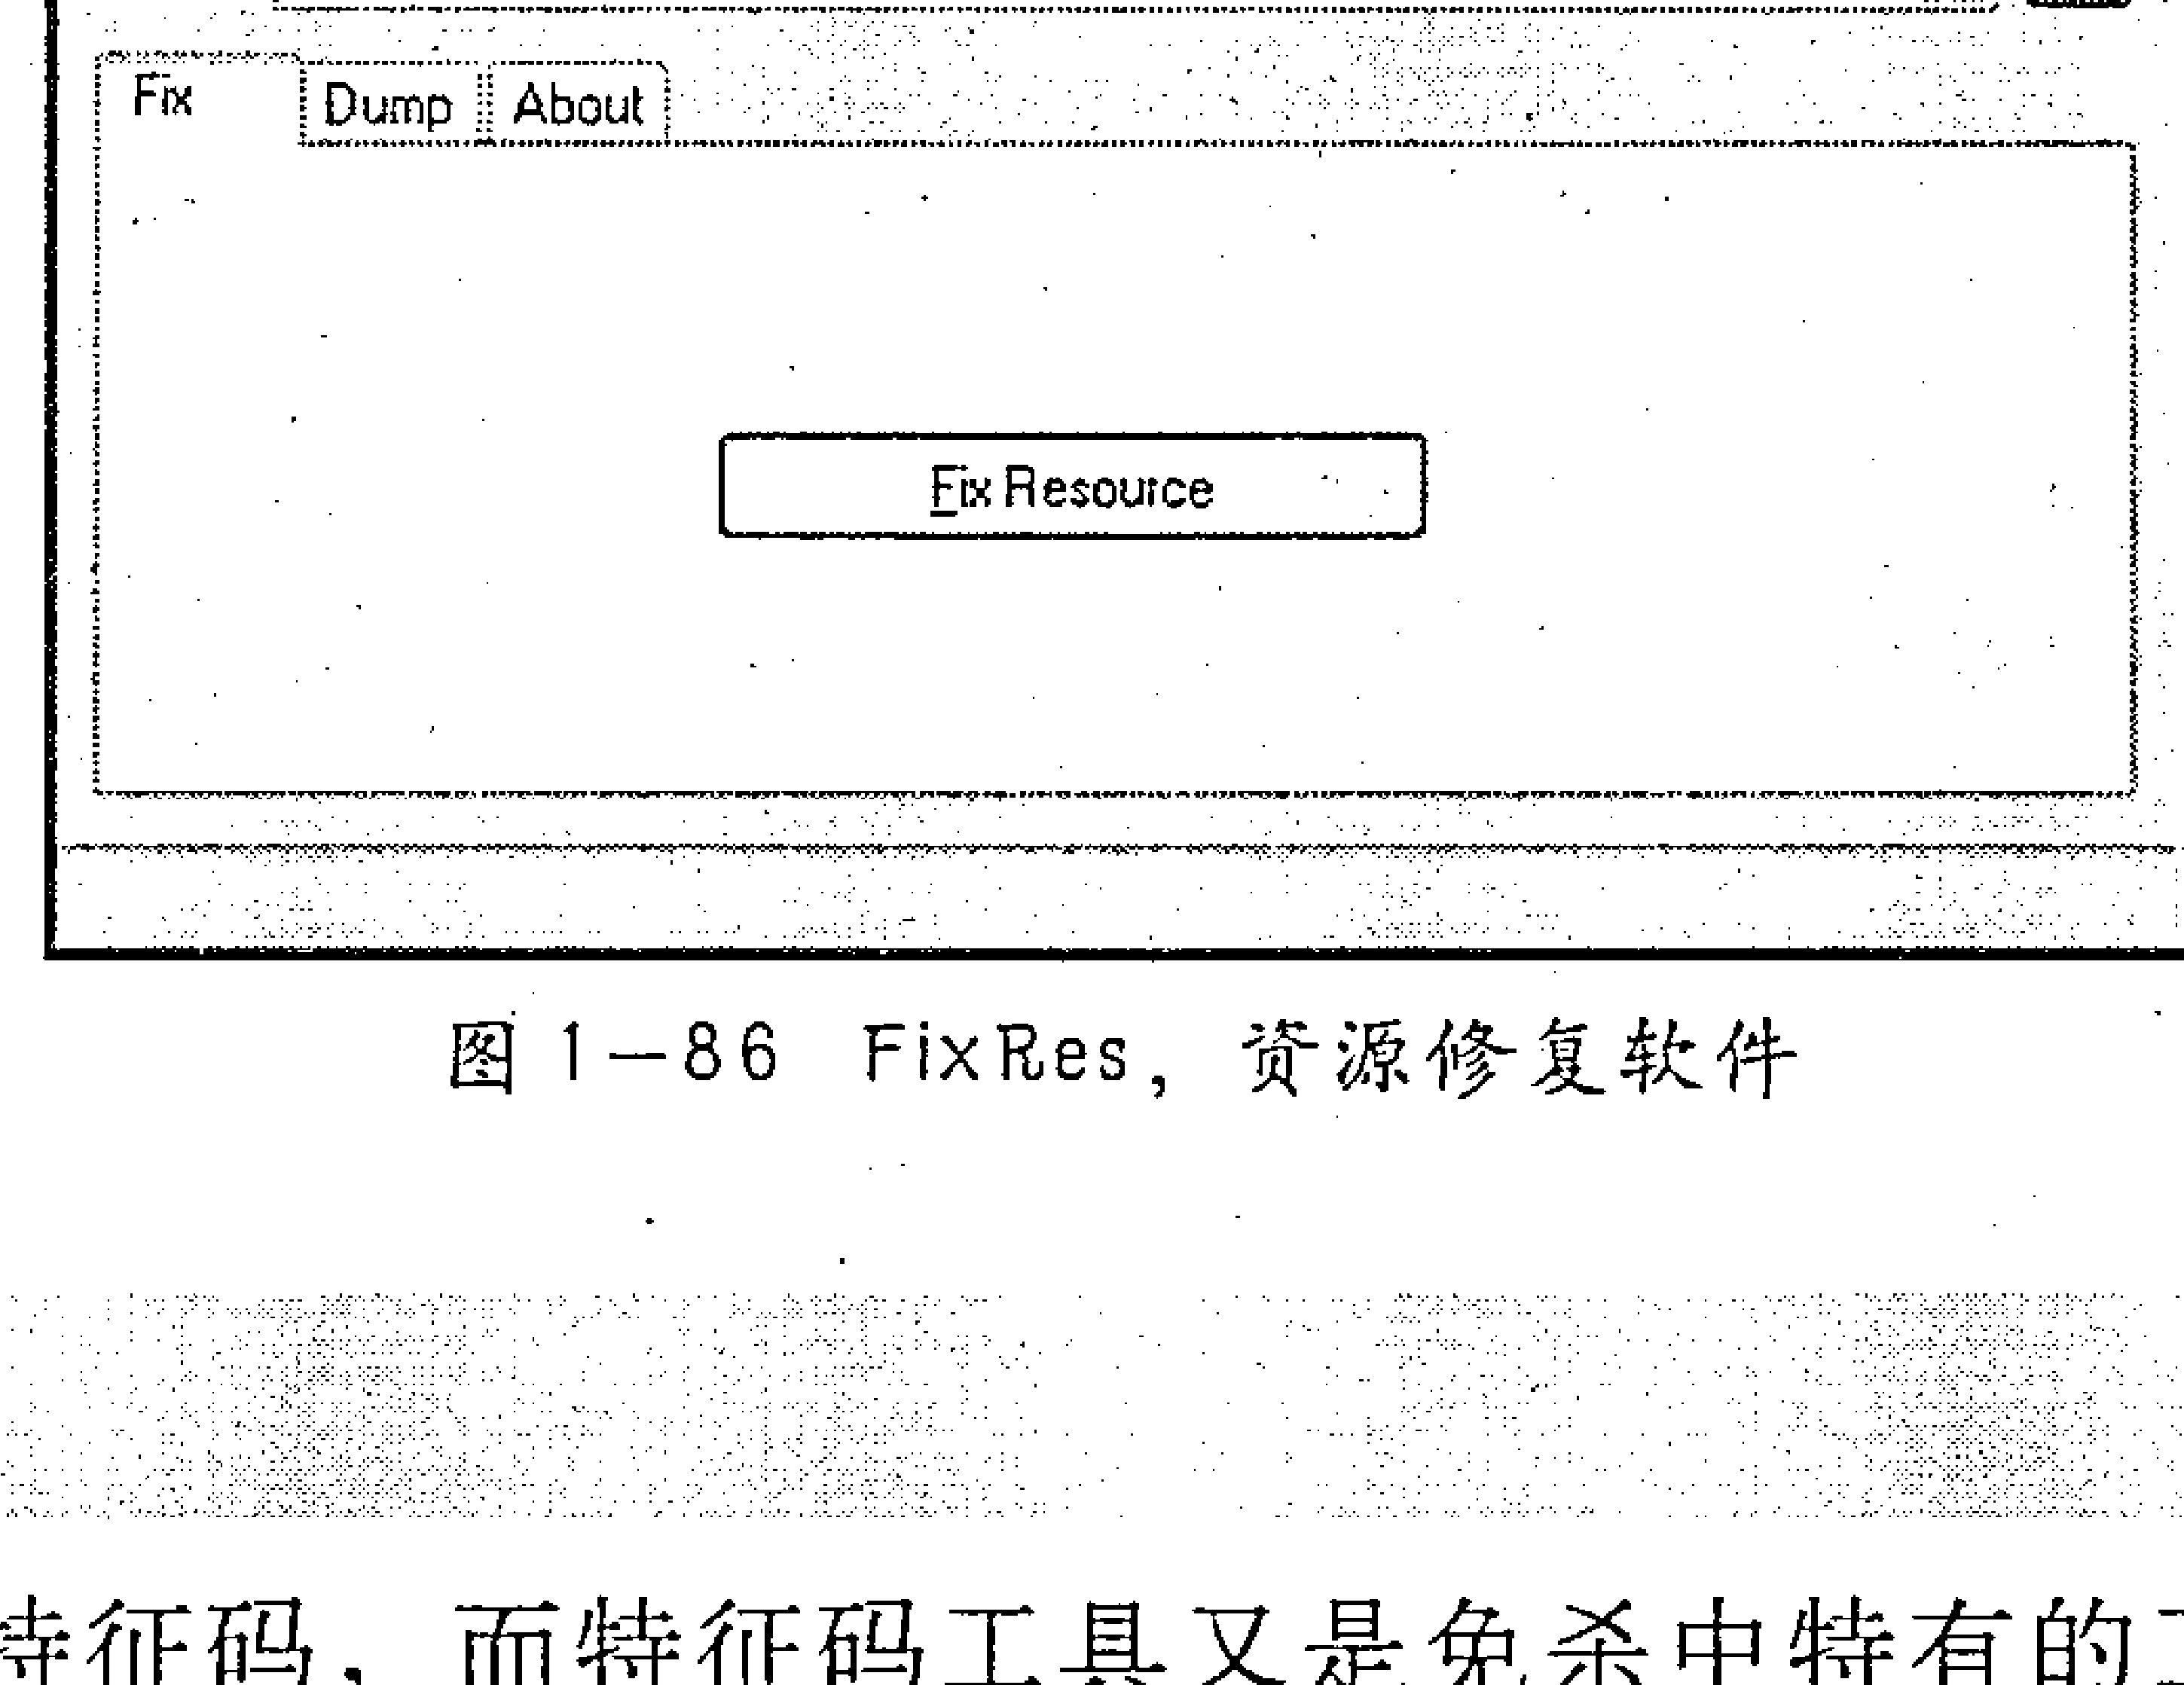 Fix Dump About
Fix Resource
图1-86 FixRes, 资源修复软件
特征码, 而特征码工具又是免杀中特有的